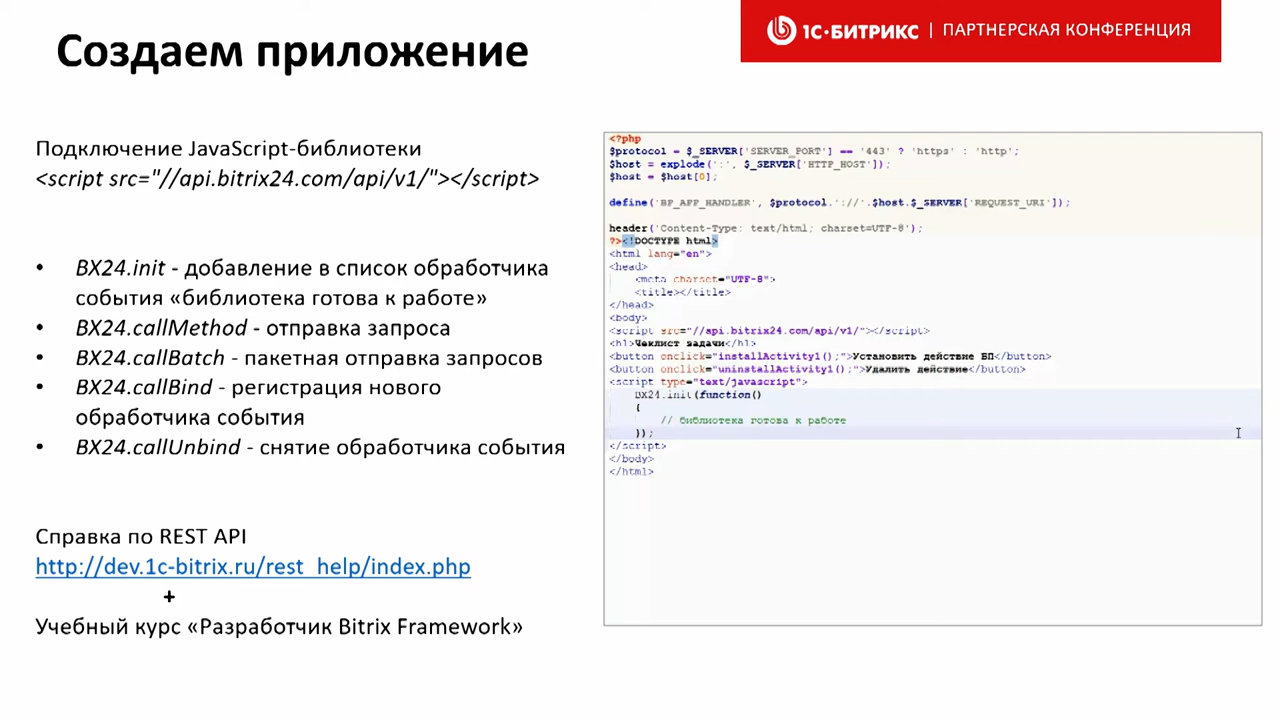 Создаем приложение
1С·БИТРИКС | ПАРТНЕРСКАЯ КОНФЕРЕНЦИЯ
Подключение JavaScript-библиотеки
<script src="//api.bitrix24.com/api/v1/"></script>
• BX24.init - добавление в список обработчика
события «библиотека готова к работе»
• BX24.callMethod - отправка запроса
• BX24.callBatch - пакетная отправка запросов
• BX24.callBind - регистрация нового
обработчика события
• BX24.callUnbind - снятие обработчика события
Справка по REST API
http://dev.1c-bitrix.ru/rest_help/index.php
+
Учебный курс «Разработчик Bitrix Framework»
<?php
$protocol = $_SERVER['SERVER_PORT'] == '443' ? 'https' : 'http';
$host = explode(':', $_SERVER['HTTP_HOST']);
$host = $host[0];
define('BP_APP_HANDLER', $protocol.'://'.$host.$_SERVER['REQUEST_URI']);
header('Content-Type: text/html; charset=UTF-8');
?><!DOCTYPE html>
<html lang="en">
<head>
<meta charset="UTF-8">
<title></title>
</head>
<body>
<script src="//api.bitrix24.com/api/v1/"></script>
<h1>Чеклист задачи</h1>
<button onclick="installActivity1();">Установить действие БП</button>
<button onclick="uninstallActivity1();">Удалить действие</button>
<script type="text/javascript">
BX24.init(function()
{
// библиотека готова к работе
});
</script>
</body>
</html>